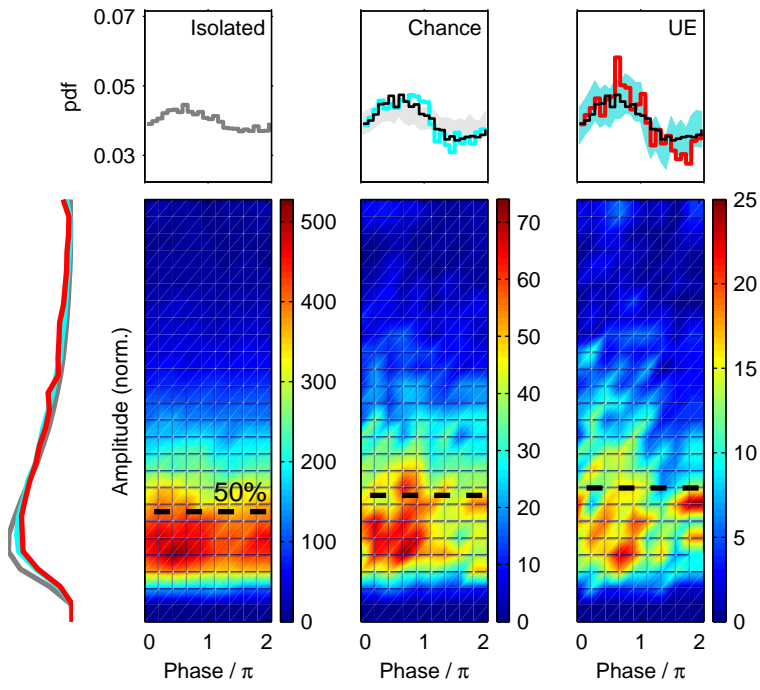 0.07
0.05
0.03
pdf
Isolated
Chance
UE
Amplitude (norm.)
50%
500
400
300
200
100
0
70
60
50
40
30
20
10
0
25
20
15
10
5
0
0 1 2
0 1 2
0 1 2
Phase / π
Phase / π
Phase / π